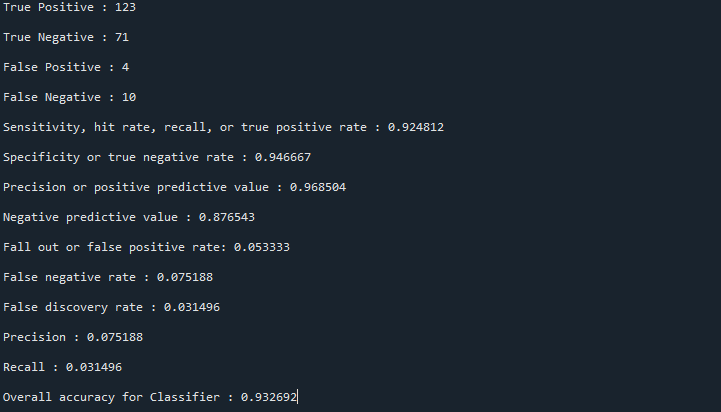 True Positive : 123
True Negative : 71
False Positive : 4
False Negative : 10
Sensitivity, hit rate, recall, or true positive rate : 0.924812
Specificity or true negative rate : 0.946667
Precision or positive predictive value : 0.968504
Negative predictive value : 0.876543
Fall out or false positive rate: 0.053333
False negative rate : 0.075188
False discovery rate : 0.031496
Precision : 0.075188
Recall : 0.031496
Overall accuracy for Classifier : 0.932692